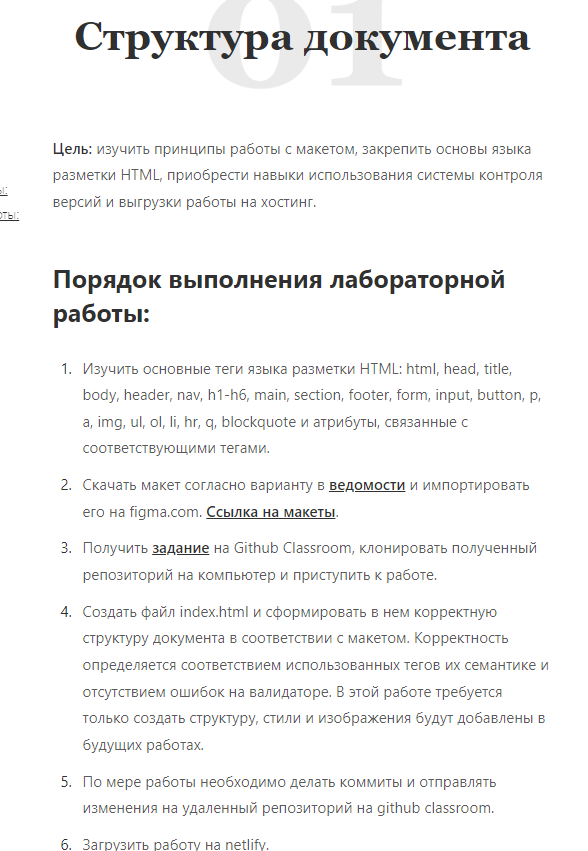 01
Структура документа
Цель: изучить принципы работы с макетом, закрепить основы языка
разметки HTML, приобрести навыки использования системы контроля
версий и выгрузки работы на хостинг.
ы:
оты:
Порядок выполнения лабораторной
работы:
1. Изучить основные теги языка разметки HTML: html, head, title,
body, header, nav, h1-h6, main, section, footer, form, input, button, p,
a, img, ul, ol, li, hr, q, blockquote и атрибуты, связанные с
соответствующими тегами.
2. Скачать макет согласно варианту в ведомости и импортировать
его на figma.com. Ссылка на макеты.
3. Получить задание на Github Classroom, клонировать полученный
репозиторий на компьютер и приступить к работе.
4. Создать файл index.html и сформировать в нем корректную
структуру документа в соответствии с макетом. Корректность
определяется соответствием использованных тегов их семантике и
отсутствием ошибок на валидаторе. В этой работе требуется
только создать структуру, стили и изображения будут добавлены в
будущих работах.
5. По мере работы необходимо делать коммиты и отправлять
изменения на удаленный репозиторий на github classroom.
6. Загрузить работу на netlify.